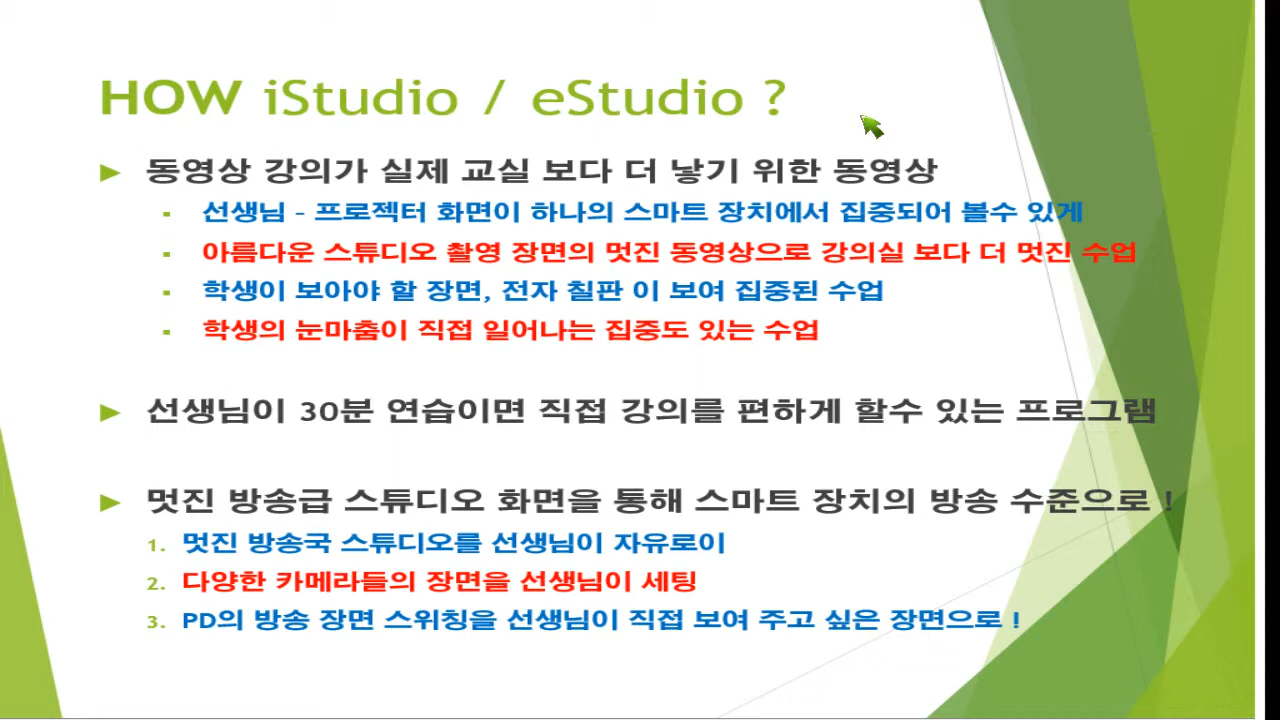 HOW iStudio / eStudio ?
동영상 강의가 실제 교실 보다 더 낳기 위한 동영상
선생님 - 프로젝터 화면이 하나의 스마트 장치에서 집중되어 볼수 있게
아름다운 스튜디오 촬영 장면의 멋진 동영상으로 강의실 보다 더 멋진 수업
학생이 보아야 할 장면, 전자 칠판 이 보여 집중된 수업
학생의 눈마춤이 직접 일어나는 집중도 있는 수업
선생님이 30분 연습이면 직접 강의를 편하게 할수 있는 프로그램
멋진 방송급 스튜디오 화면을 통해 스마트 장치의 방송 수준으로 !
1. 멋진 방송국 스튜디오를 선생님이 자유로이
2. 다양한 카메라들의 장면을 선생님이 세팅
3. PD의 방송 장면 스위칭을 선생님이 직접 보여 주고 싶은 장면으로 !